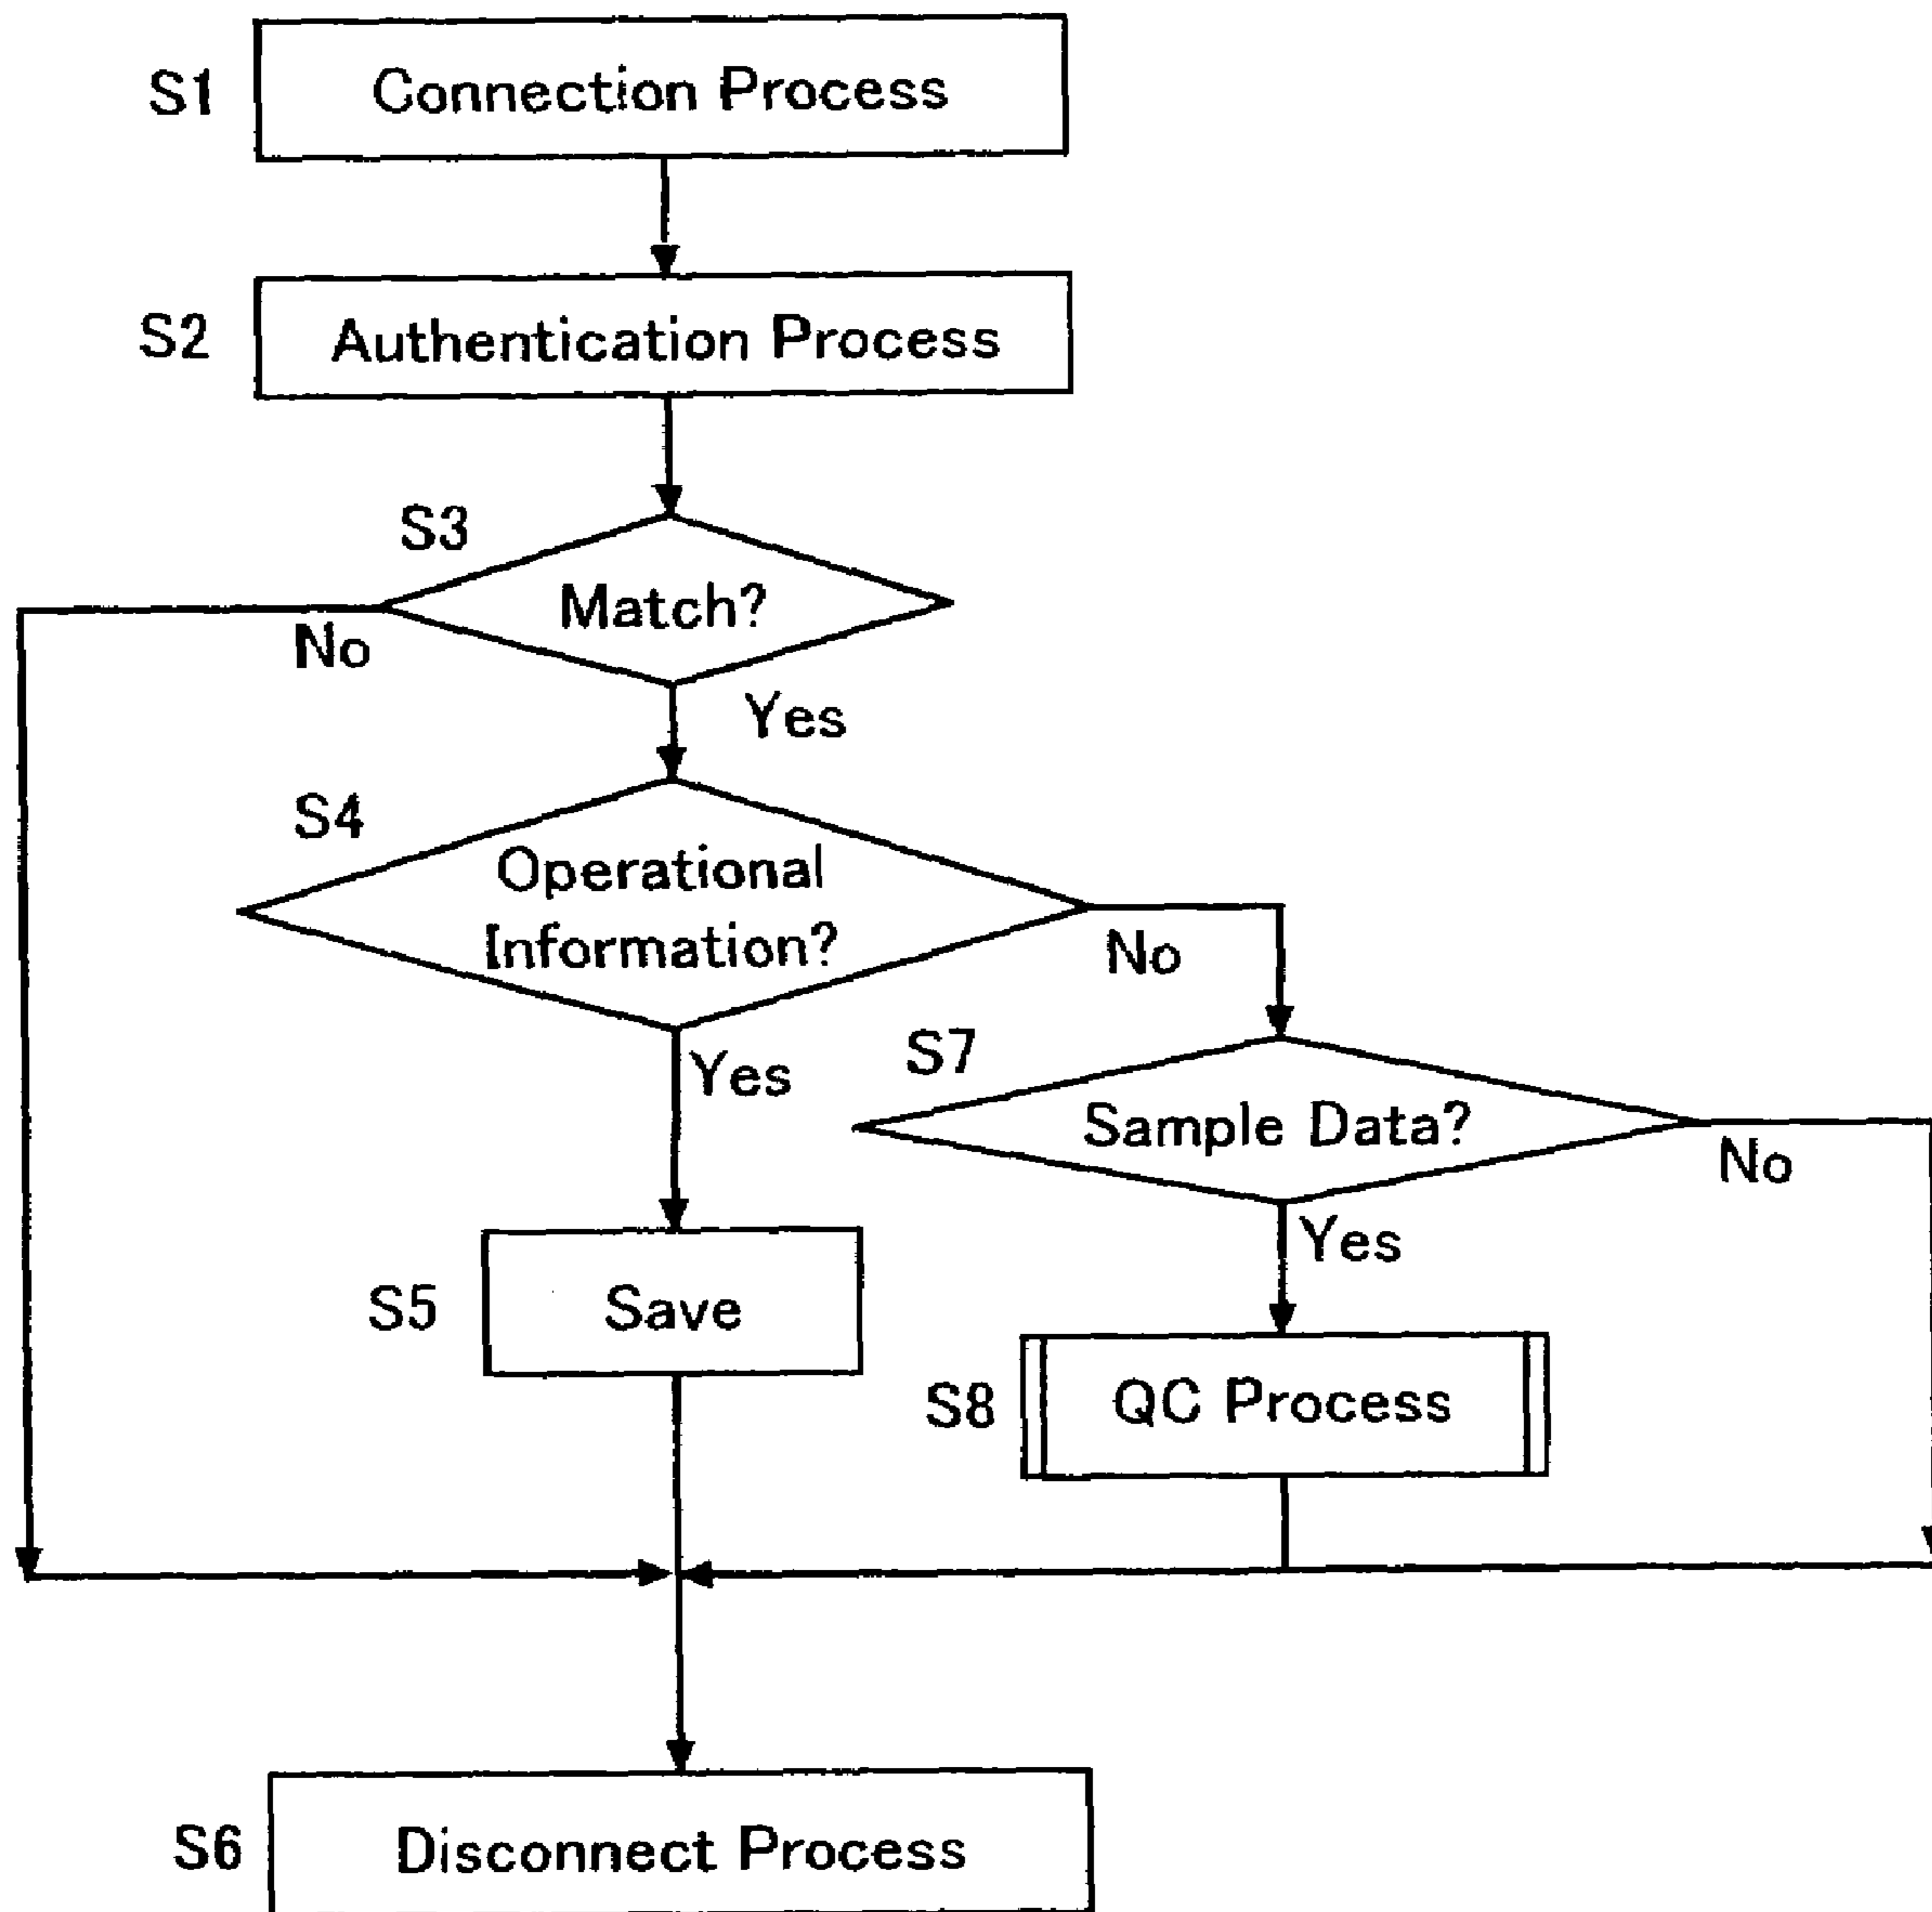 S1
Connection Process
S2
Authentication Process
S3
Match?
No
Yes
S4
Operational
Information?
No
Yes
S7
Sample Data?
No
Yes
S5
Save
S8
QC Process
S6
Disconnect Process